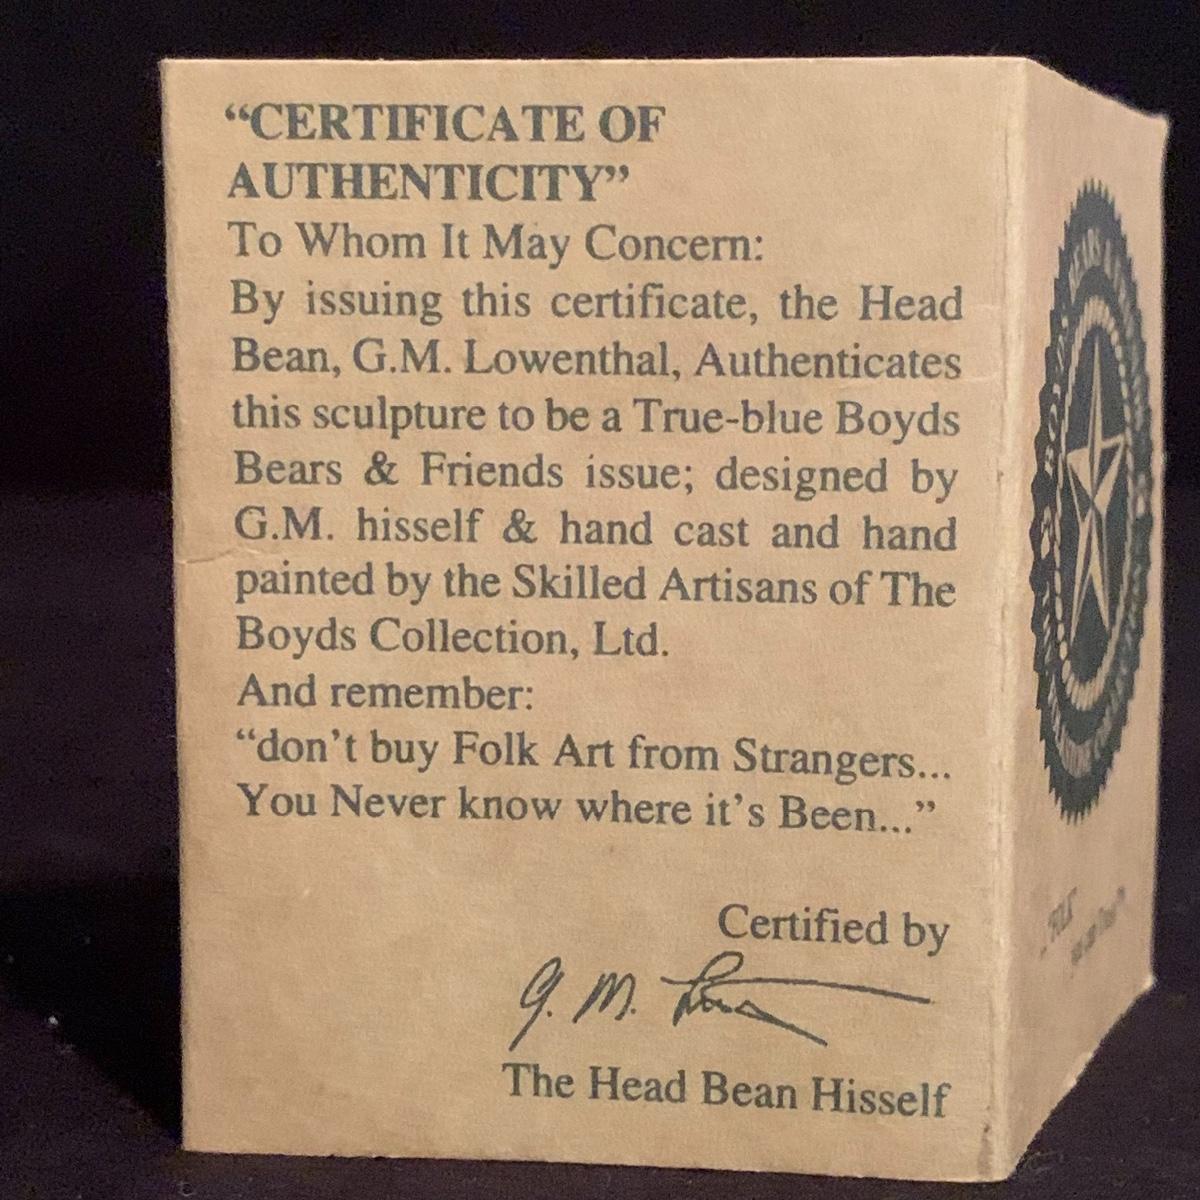 “CERTIFICATE OF
AUTHENTICITY”
To Whom It May Concern:
By issuing this certificate, the Head
Bean, G.M. Lowenthal, Authenticates
this sculpture to be a True-blue Boyds
Bears & Friends issue; designed by
G.M. hisself & hand cast and hand
painted by the Skilled Artisans of The
Boyds Collection, Ltd.
And remember:
“don’t buy Folk Art from Strangers...
You Never know where it’s Been...”
Certified by
G. M.
The Head Bean Hisself
BOYDS BEARS &
"FOLK"